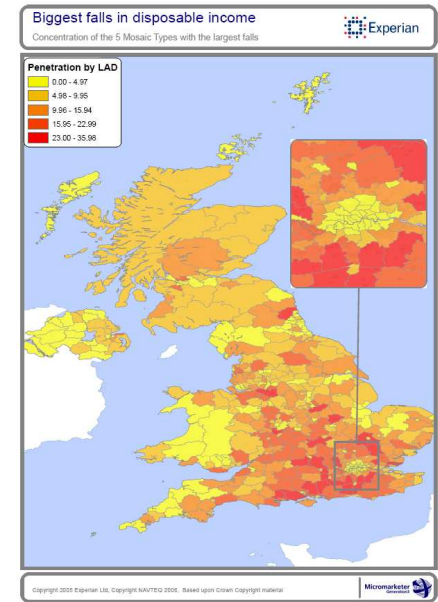 Biggest falls in disposable income
Concentration of the 5 Mosaic Types with the largest falls
Experian
Penetration by LAD
0.00 - 4.97
4.98 - 9.95
9.96 - 15.94
15.95 - 22.99
23.00 - 35.98
Copyright 2005 Experian Ltd, Copyright NAVTEQ 2006, Based upon Crown Copyright material
Micromarketer